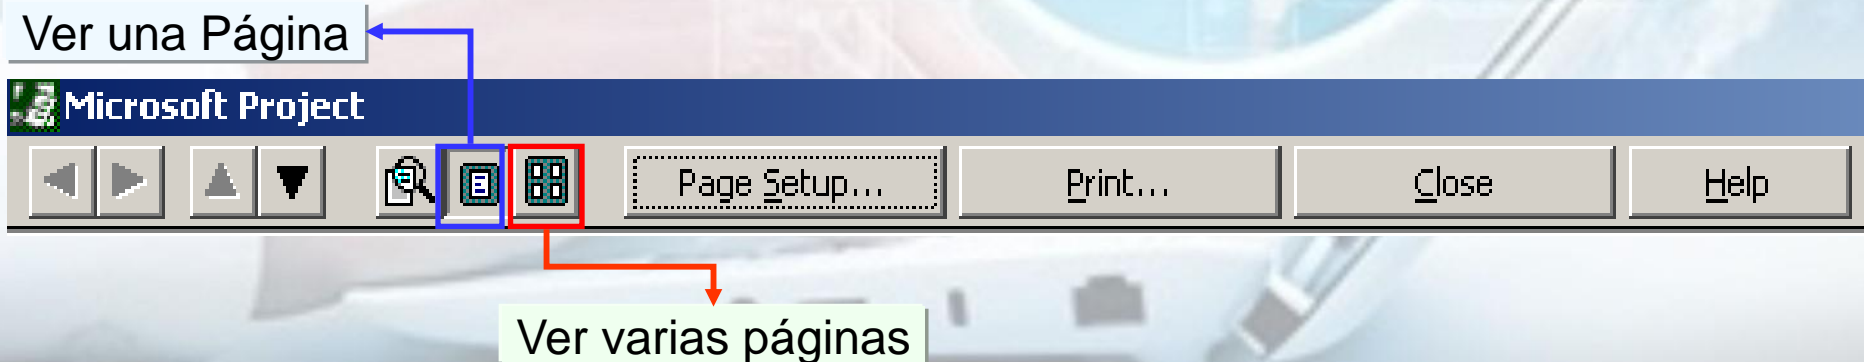 Ver una Página
Microsoft Project
Page Setup... Print... Close Help
Ver varias páginas